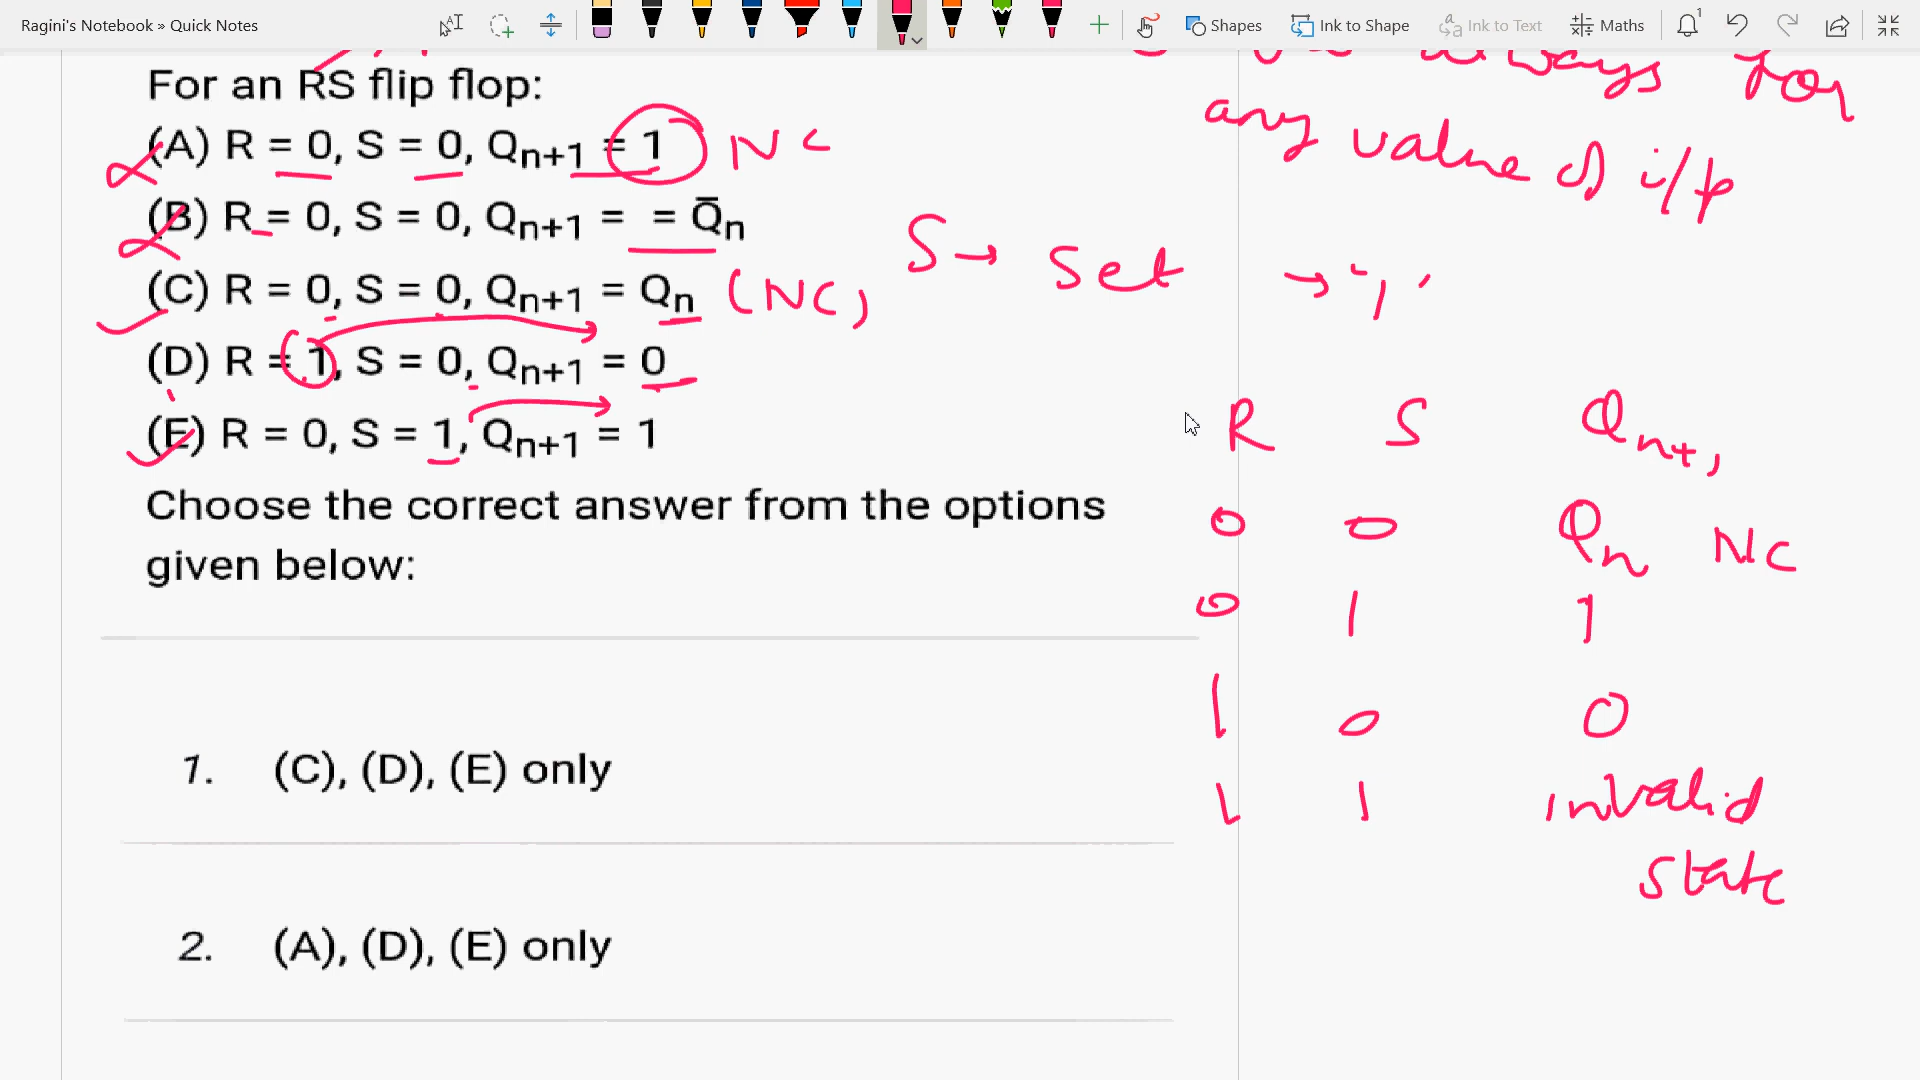 Ragini's Notebook » Quick Notes
Shapes
Ink to Shape
Ink to Text
Maths
1
always for
any value of i/p
For an RS flip flop:
(A) R = 0, S = 0, Qn+1 = 1 NC
(B) R = 0, S = 0, Qn+1 = = Q̄n
S → Set → "1"
(C) R = 0, S = 0, Qn+1 = Qn (NC)
(D) R = 1, S = 0, Qn+1 = 0
(E) R = 0, S = 1, Qn+1 = 1
Choose the correct answer from the options
given below:
R S Qn+1
0 0 Qn NC
0 1 1
1 0 0
1 1 invalid
state
1. (C), (D), (E) only
2. (A), (D), (E) only